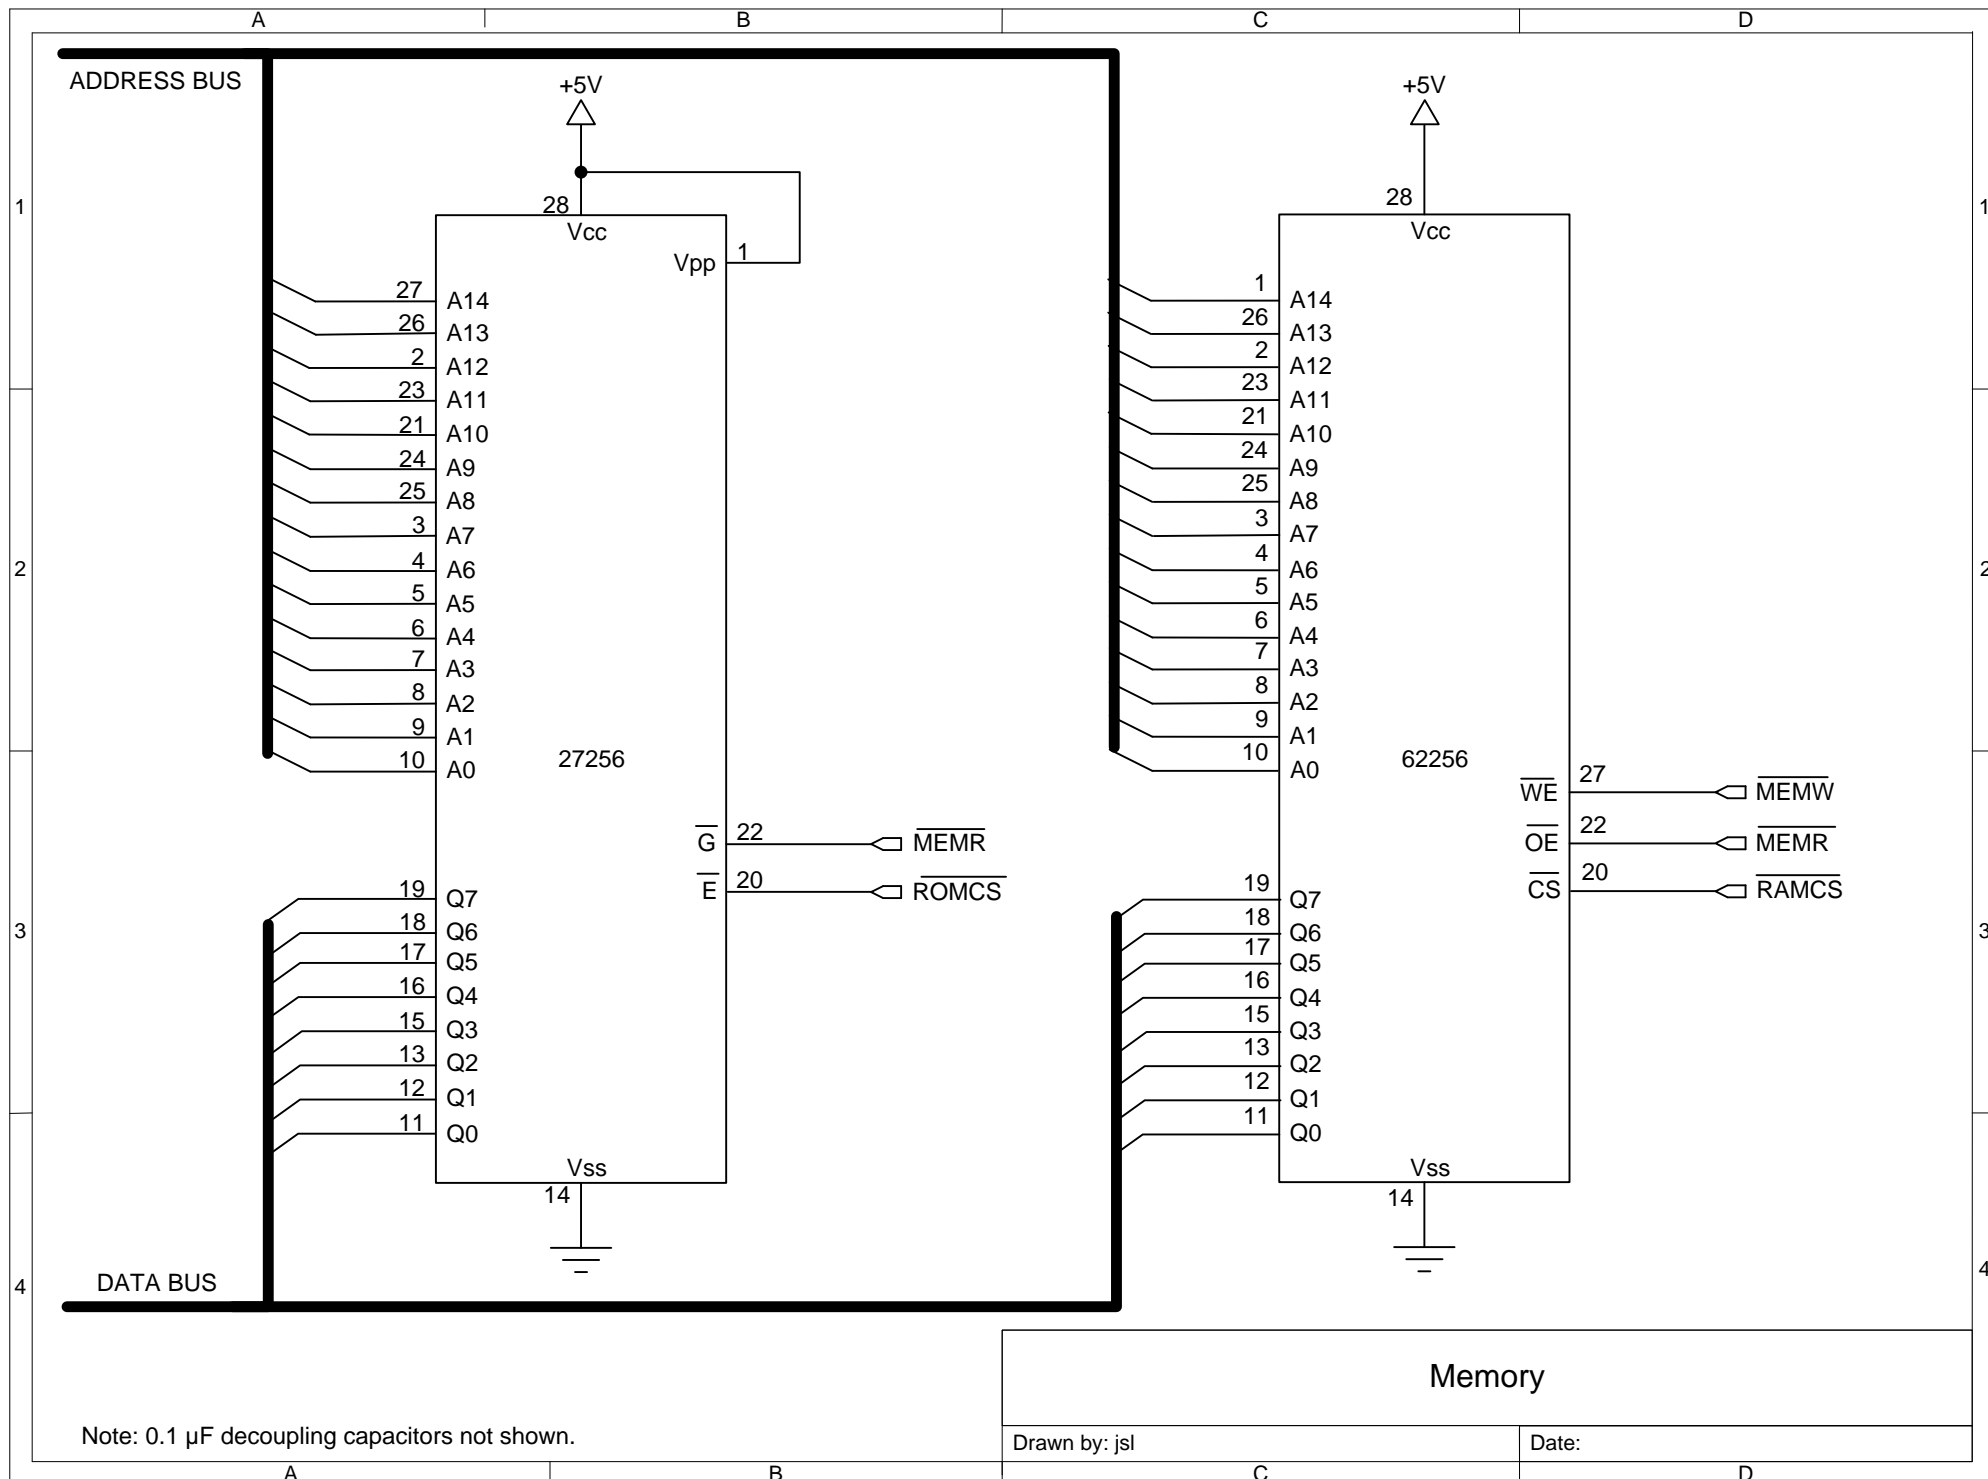 A B C D
ADDRESS BUS
+5V
+5V
1
1
28
Vcc
Vpp
1
28
Vcc
27 A14
26 A13
2 A12
23 A11
21 A10
24 A9
25 A8
3 A7
4 A6
5 A5
6 A4
7 A3
8 A2
9 A1
10 A0
27256
G 22 MEMR
E 20 ROMCS
19 Q7
18 Q6
17 Q5
16 Q4
15 Q3
13 Q2
12 Q1
11 Q0
Vss
14
1 A14
26 A13
2 A12
23 A11
21 A10
24 A9
25 A8
3 A7
4 A6
5 A5
6 A4
7 A3
8 A2
9 A1
10 A0
62256
WE 27 MEMW
OE 22 MEMR
CS 20 RAMCS
19 Q7
18 Q6
17 Q5
16 Q4
15 Q3
13 Q2
12 Q1
11 Q0
Vss
14
2
2
3
3
4
4
DATA BUS
Memory
Note: 0.1 µF decoupling capacitors not shown.
Drawn by: jsl
Date:
A B C D